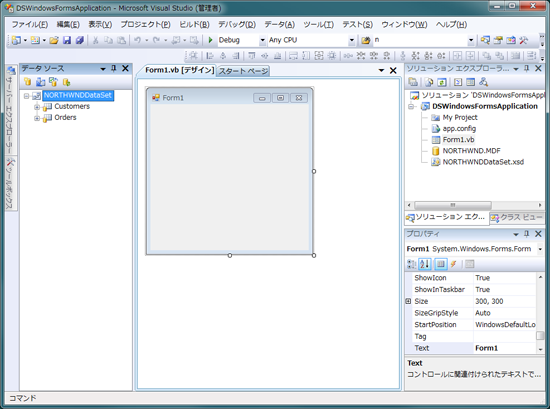 DSWindowsFormsApplication - Microsoft Visual Studio (管理者)
ファイル(F) 編集(E) 表示(V) プロジェクト(P) ビルド(B) デバッグ(D) データ(A) ツール(T) テスト(S) ウィンドウ(W) ヘルプ(H)
Debug Any CPU n
サーバー エクスプローラー
ツールボックス
データ ソース
NORTHWNDDataSet
Customers
Orders
Form1.vb [デザイン] スタート ページ
Form1
ソリューション エクスプローラ...
ソリューション 'DSWindowsFormsAp
DSWindowsFormsApplication
My Project
app.config
Form1.vb
NORTHWND.MDF
NORTHWNDDataSet.xsd
ソリューション エク... クラス ビュー
プロパティ
Form1 System.Windows.Forms.Form
ShowIcon True
ShowInTaskbar True
Size 300, 300
SizeGripStyle Auto
StartPosition WindowsDefaultLo
Tag
Text Form1
Text
コントロールに関連付けられたテキストで...
コマンド